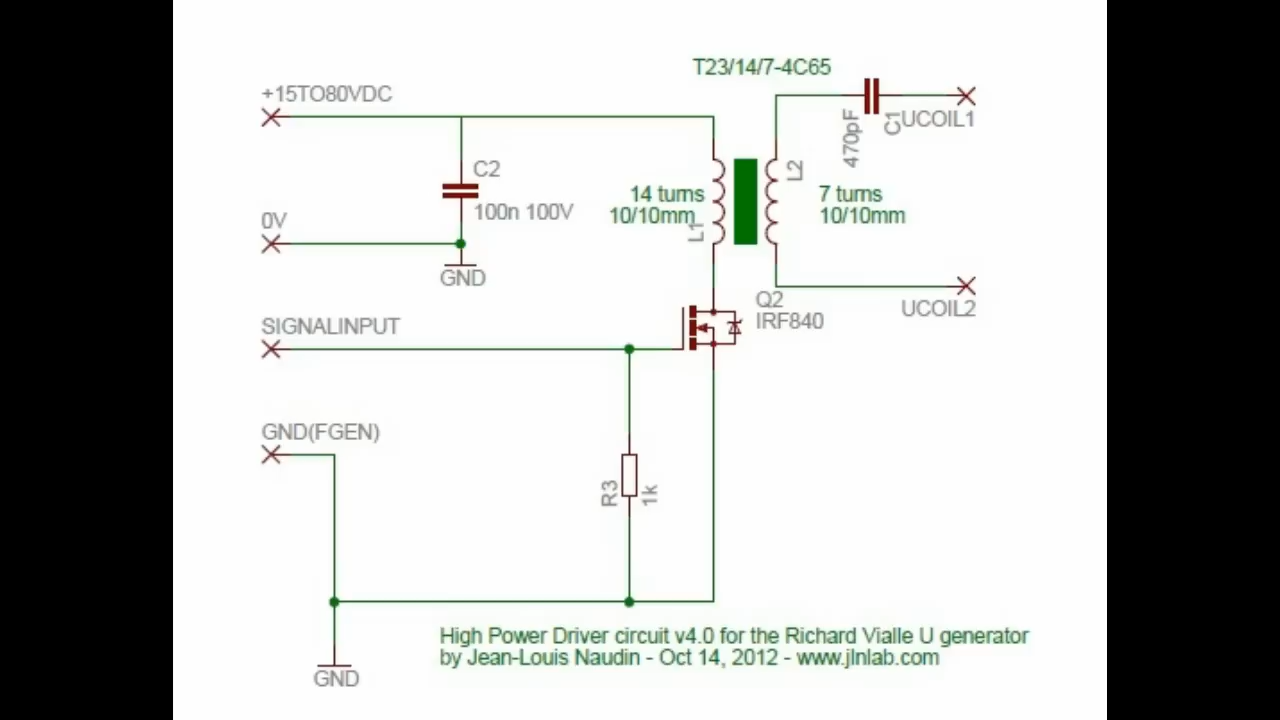 T23/14/7-4C65
+15TO80VDC
470pF
C1
UCOIL1
C2
100n 100V
14 turns
10/10mm
L1
L2
7 turns
10/10mm
0V
GND
Q2
IRF840
UCOIL2
SIGNALINPUT
GND(FGEN)
R3
1k
High Power Driver circuit v4.0 for the Richard Vialle U generator
by Jean-Louis Naudin - Oct 14, 2012 - www.jlnlab.com
GND